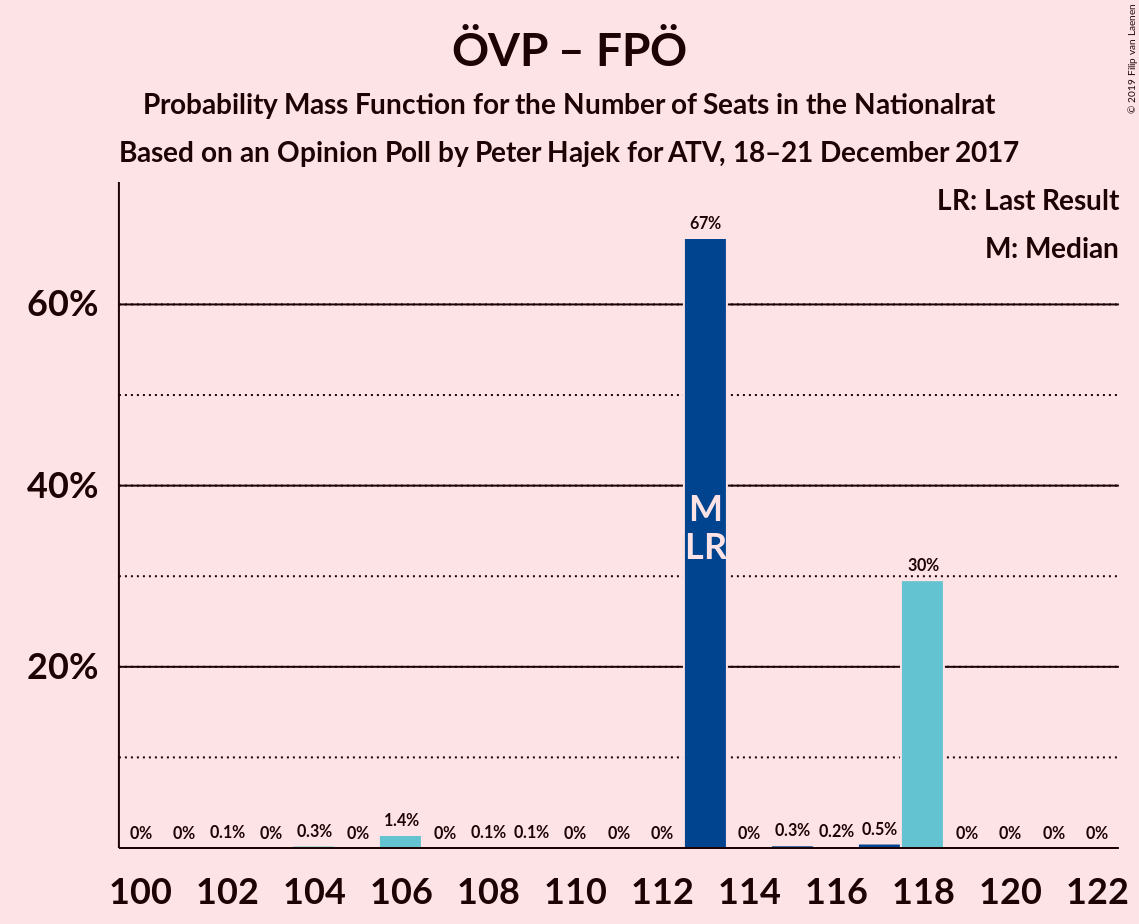 ÖVP – FPÖ
Probability Mass Function for the Number of Seats in the Nationalrat
Based on an Opinion Poll by Peter Hajek for ATV, 18–21 December 2017
© 2019 Filip van Laenen
LR: Last Result
M: Median
67%
60%
40%
M
LR
30%
20%
0% 0% 0.1% 0% 0.3% 0% 1.4% 0% 0.1% 0.1% 0% 0% 0% 0% 0.3% 0.2% 0.5% 0% 0% 0% 0%
100 102 104 106 108 110 112 114 116 118 120 122